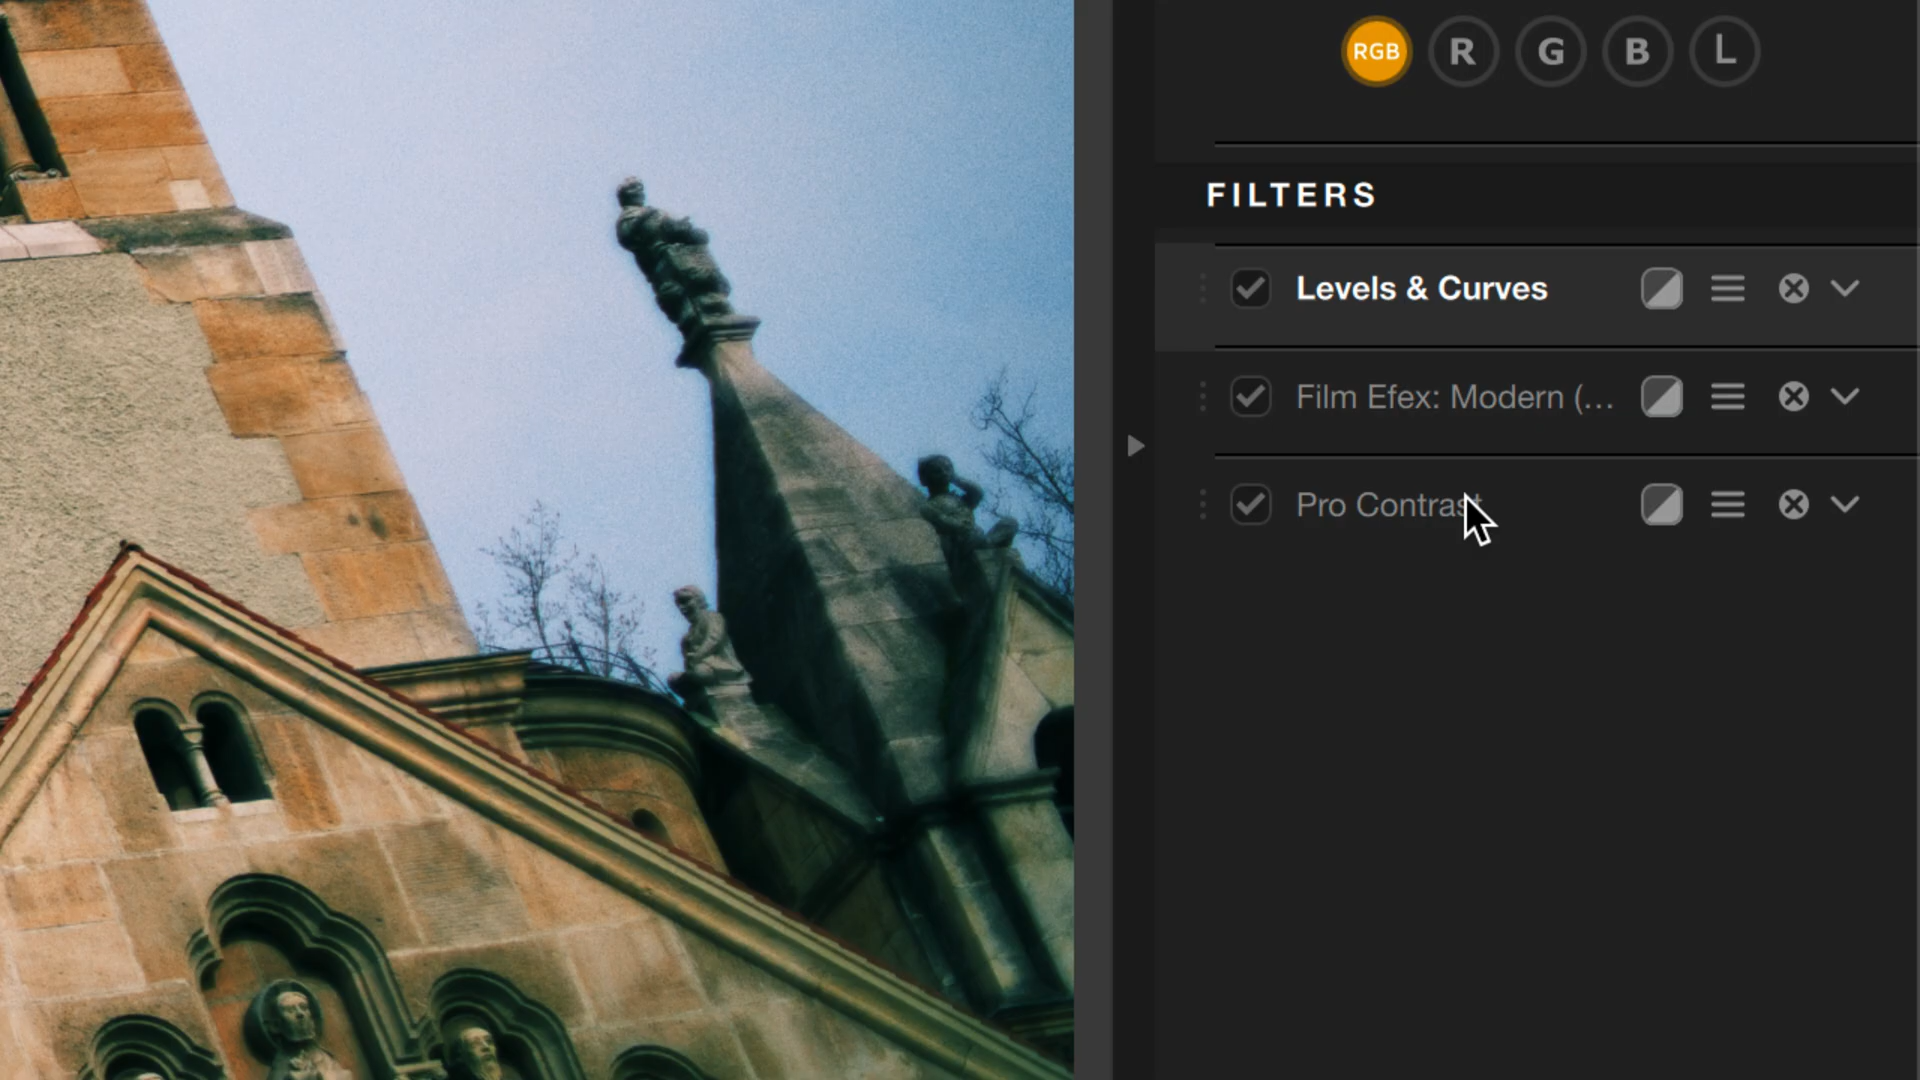 RGB R G B L
FILTERS
Levels & Curves
Film Efex: Modern (...
Pro Contrast